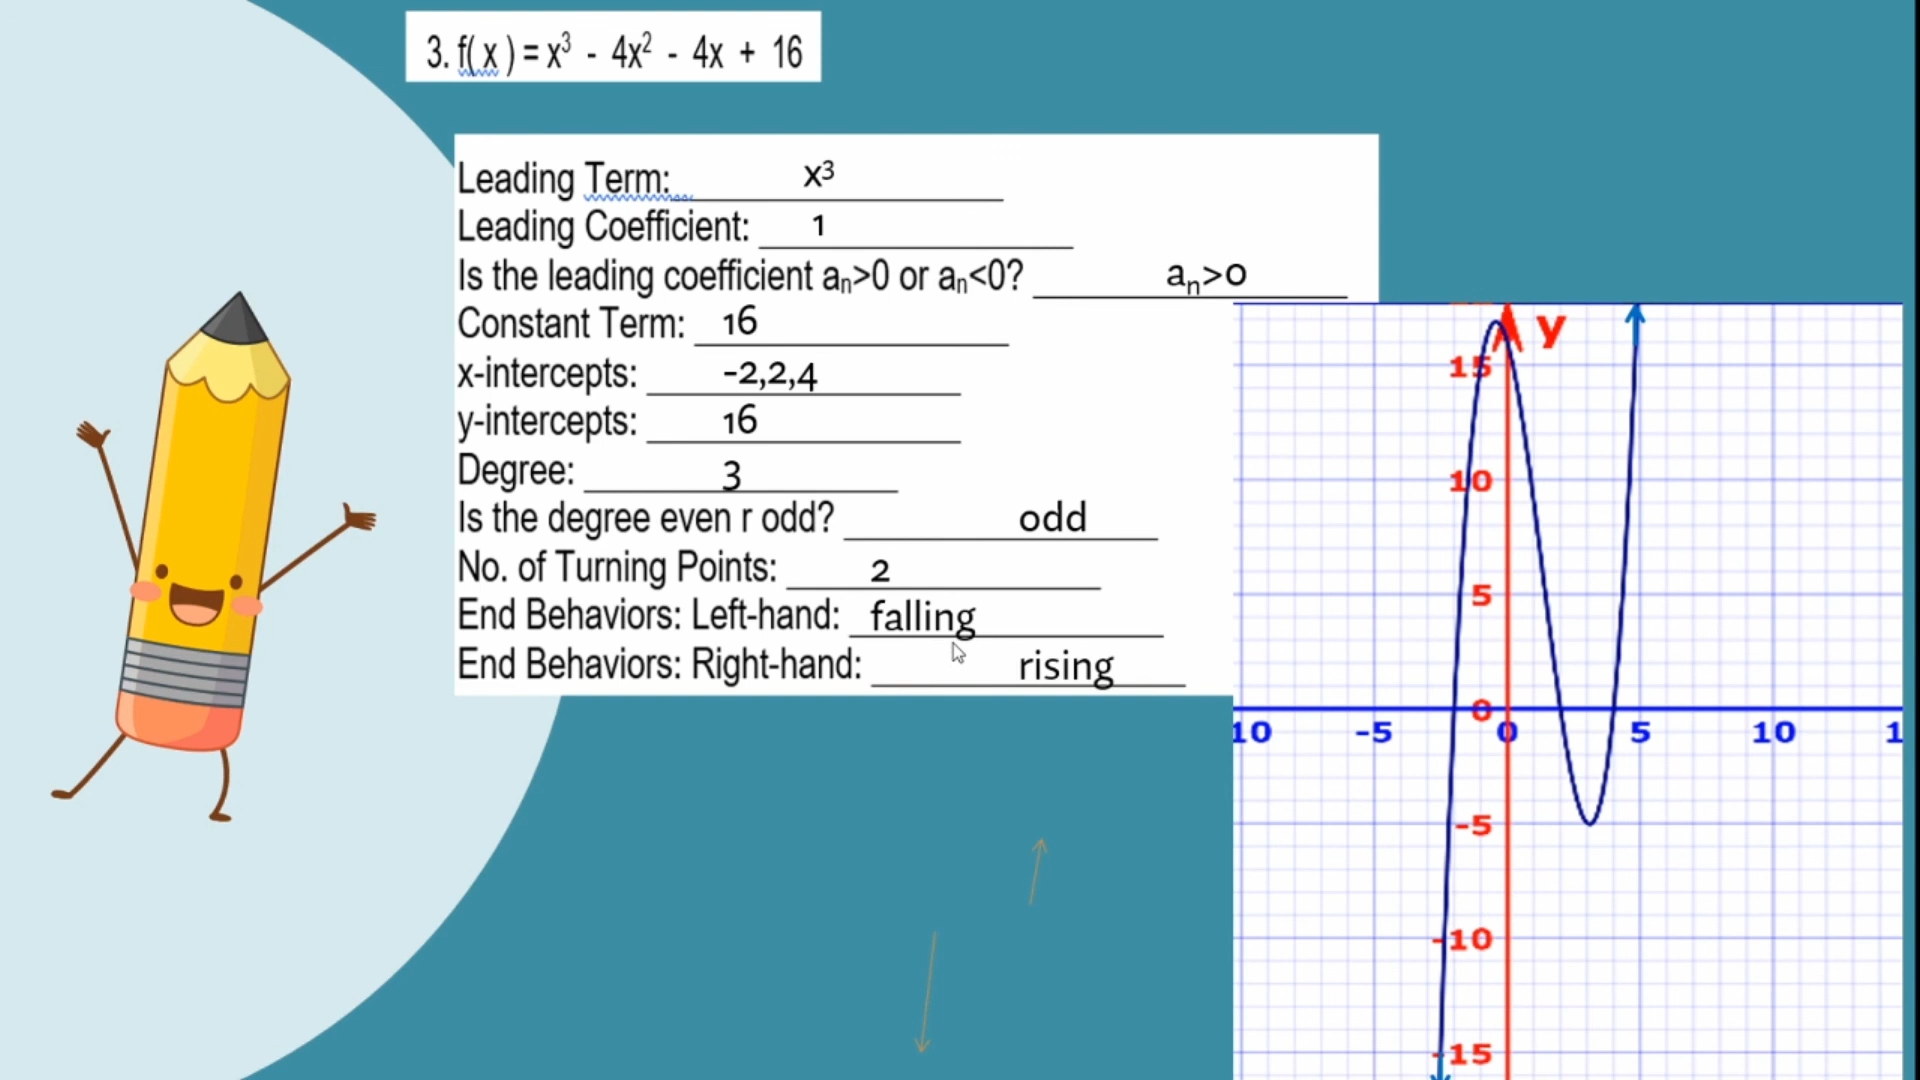 3. f( x ) = x³ - 4x² - 4x + 16
Leading Term: x³
Leading Coefficient: 1
Is the leading coefficient aₙ>0 or aₙ<0? aₙ>0
Constant Term: 16
x-intercepts: -2,2,4
y-intercepts: 16
Degree: 3
Is the degree even r odd? odd
No. of Turning Points: 2
End Behaviors: Left-hand: falling
End Behaviors: Right-hand: rising
y
15
10
5
0
10 -5 0 5 10 1
-5
-10
-15